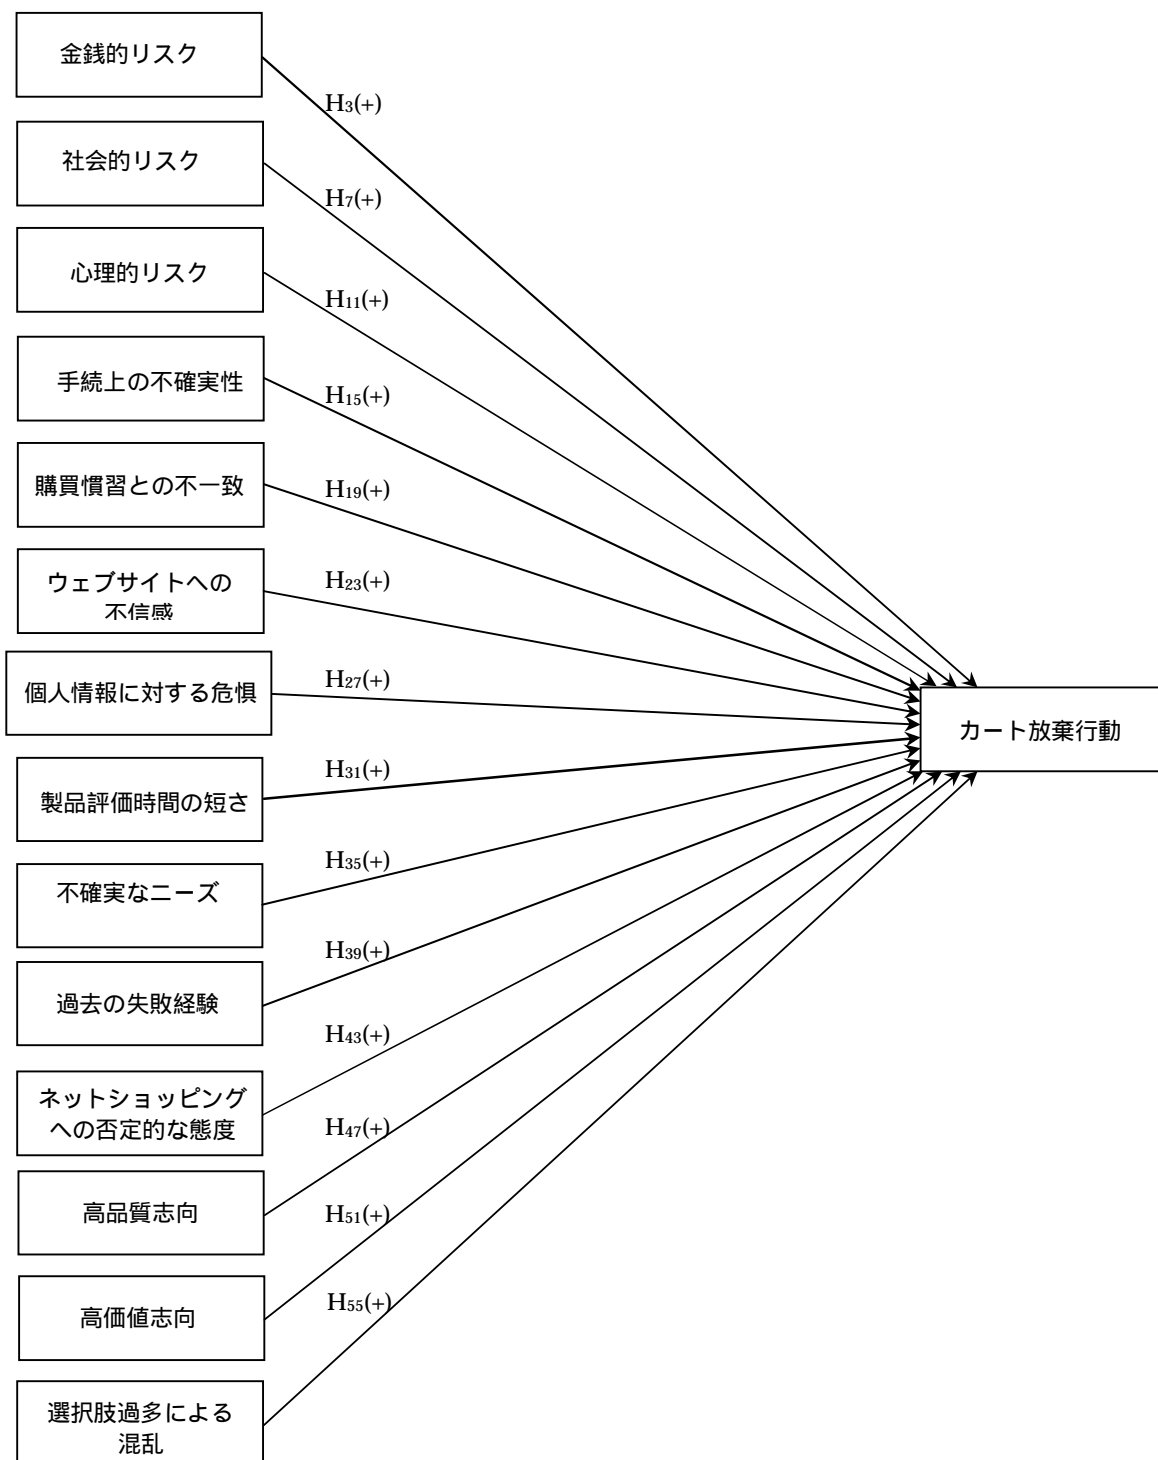 金銭的リスク
H3(+)
社会的リスク
H7(+)
心理的リスク
H11(+)
手続上の不確実性
H15(+)
購買慣習との不一致
H19(+)
ウェブサイトへの
不信感
H23(+)
個人情報に対する危惧
H27(+)
カート放棄行動
製品評価時間の短さ
H31(+)
不確実なニーズ
H35(+)
過去の失敗経験
H39(+)
ネットショッピング
への否定的な態度
H43(+)
高品質志向
H47(+)
高価値志向
H51(+)
選択肢過多による
混乱
H55(+)